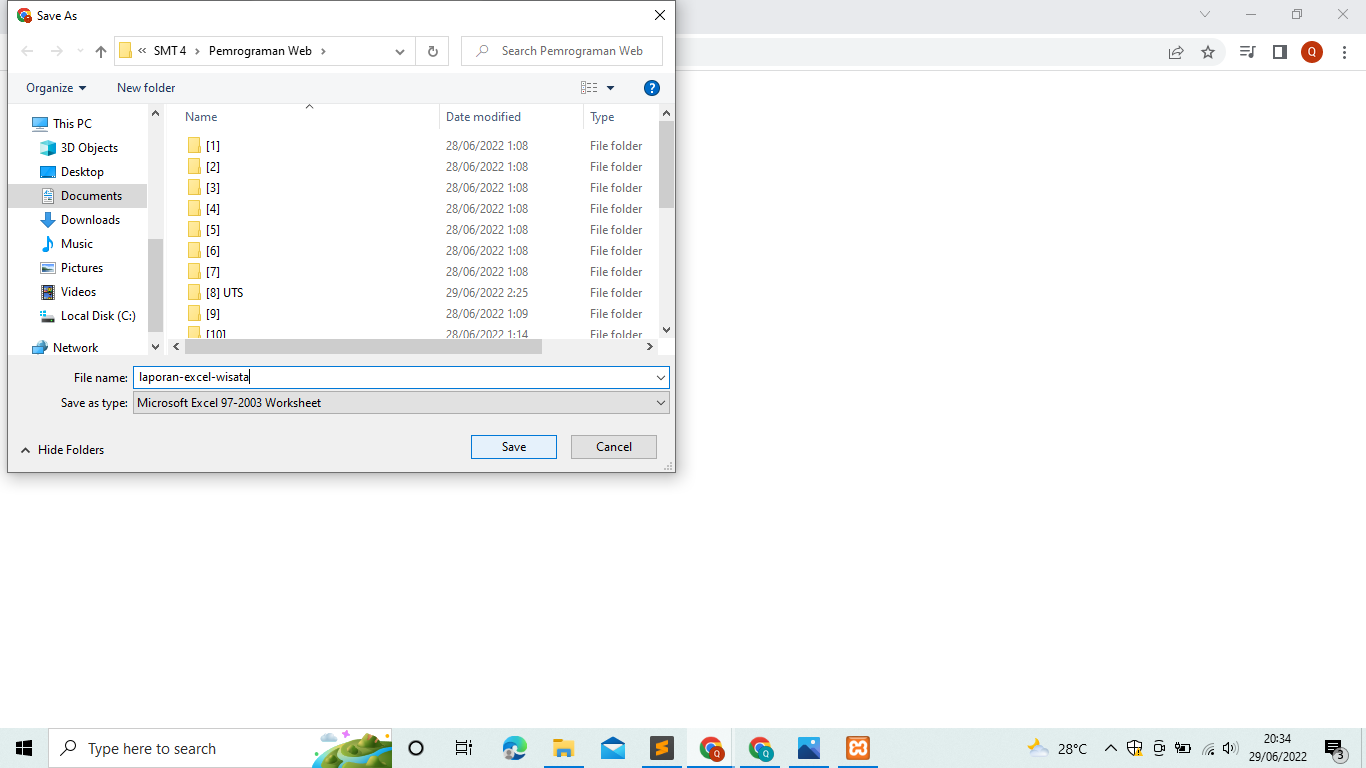 Save As
SMT 4 Pemrograman Web
Search Pemrograman Web
Q
Organize New folder
?
This PC
3D Objects
Desktop
Documents
Downloads
Music
Pictures
Videos
Local Disk (C:)
Network
Name Date modified Type
[1] 28/06/2022 1:08 File folder
[2] 28/06/2022 1:08 File folder
[3] 28/06/2022 1:08 File folder
[4] 28/06/2022 1:08 File folder
[5] 28/06/2022 1:08 File folder
[6] 28/06/2022 1:08 File folder
[7] 28/06/2022 1:08 File folder
[8] UTS 29/06/2022 2:25 File folder
[9] 28/06/2022 1:09 File folder
[10] 28/06/2022 1:14 File folder
File name: laporan-excel-wisata
Save as type: Microsoft Excel 97-2003 Worksheet
Hide Folders
Save Cancel
Type here to search
Q
Q
28°C
20:34
29/06/2022
3